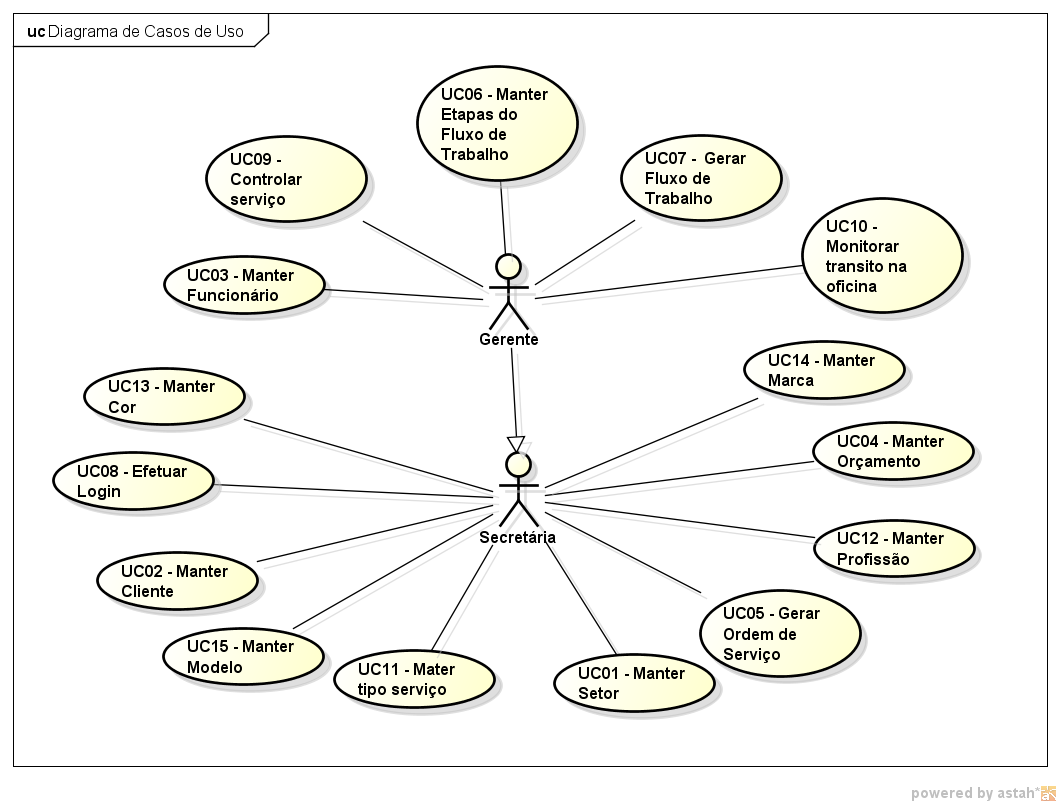 uc Diagrama de Casos de Uso
UC06 - Manter
Etapas do
Fluxo de
Trabalho
UC09 -
Controlar
serviço
UC07 -  Gerar
Fluxo de
Trabalho
UC10 -
Monitorar
transito na
oficina
UC03 - Manter
Funcionário
Gerente
UC14 - Manter
Marca
UC13 - Manter
Cor
UC04 - Manter
Orçamento
UC08 - Efetuar
Login
Secretária
UC12 - Manter
Profissão
UC02 - Manter
Cliente
UC05 - Gerar
Ordem de
Serviço
UC15 - Manter
Modelo
UC11 - Mater
tipo serviço
UC01 - Manter
Setor
powered by astah*